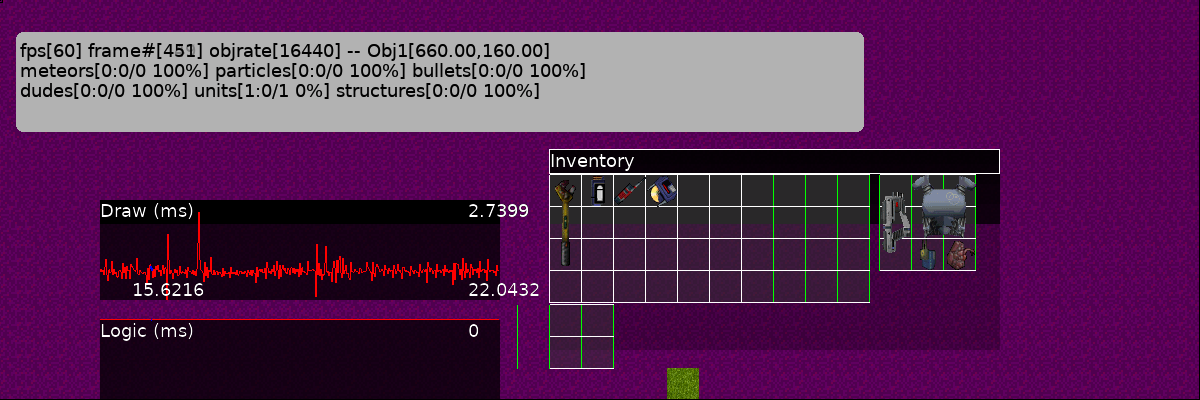 fps[60] frame#[451] objrate[16440] -- Obj1[660.00,160.00]
meteors[0:0/0 100%] particles[0:0/0 100%] bullets[0:0/0 100%]
dudes[0:0/0 100%] units[1:0/1 0%] structures[0:0/0 100%]
Inventory
Draw (ms) 2.7399
15.6216 22.0432
Logic (ms) 0